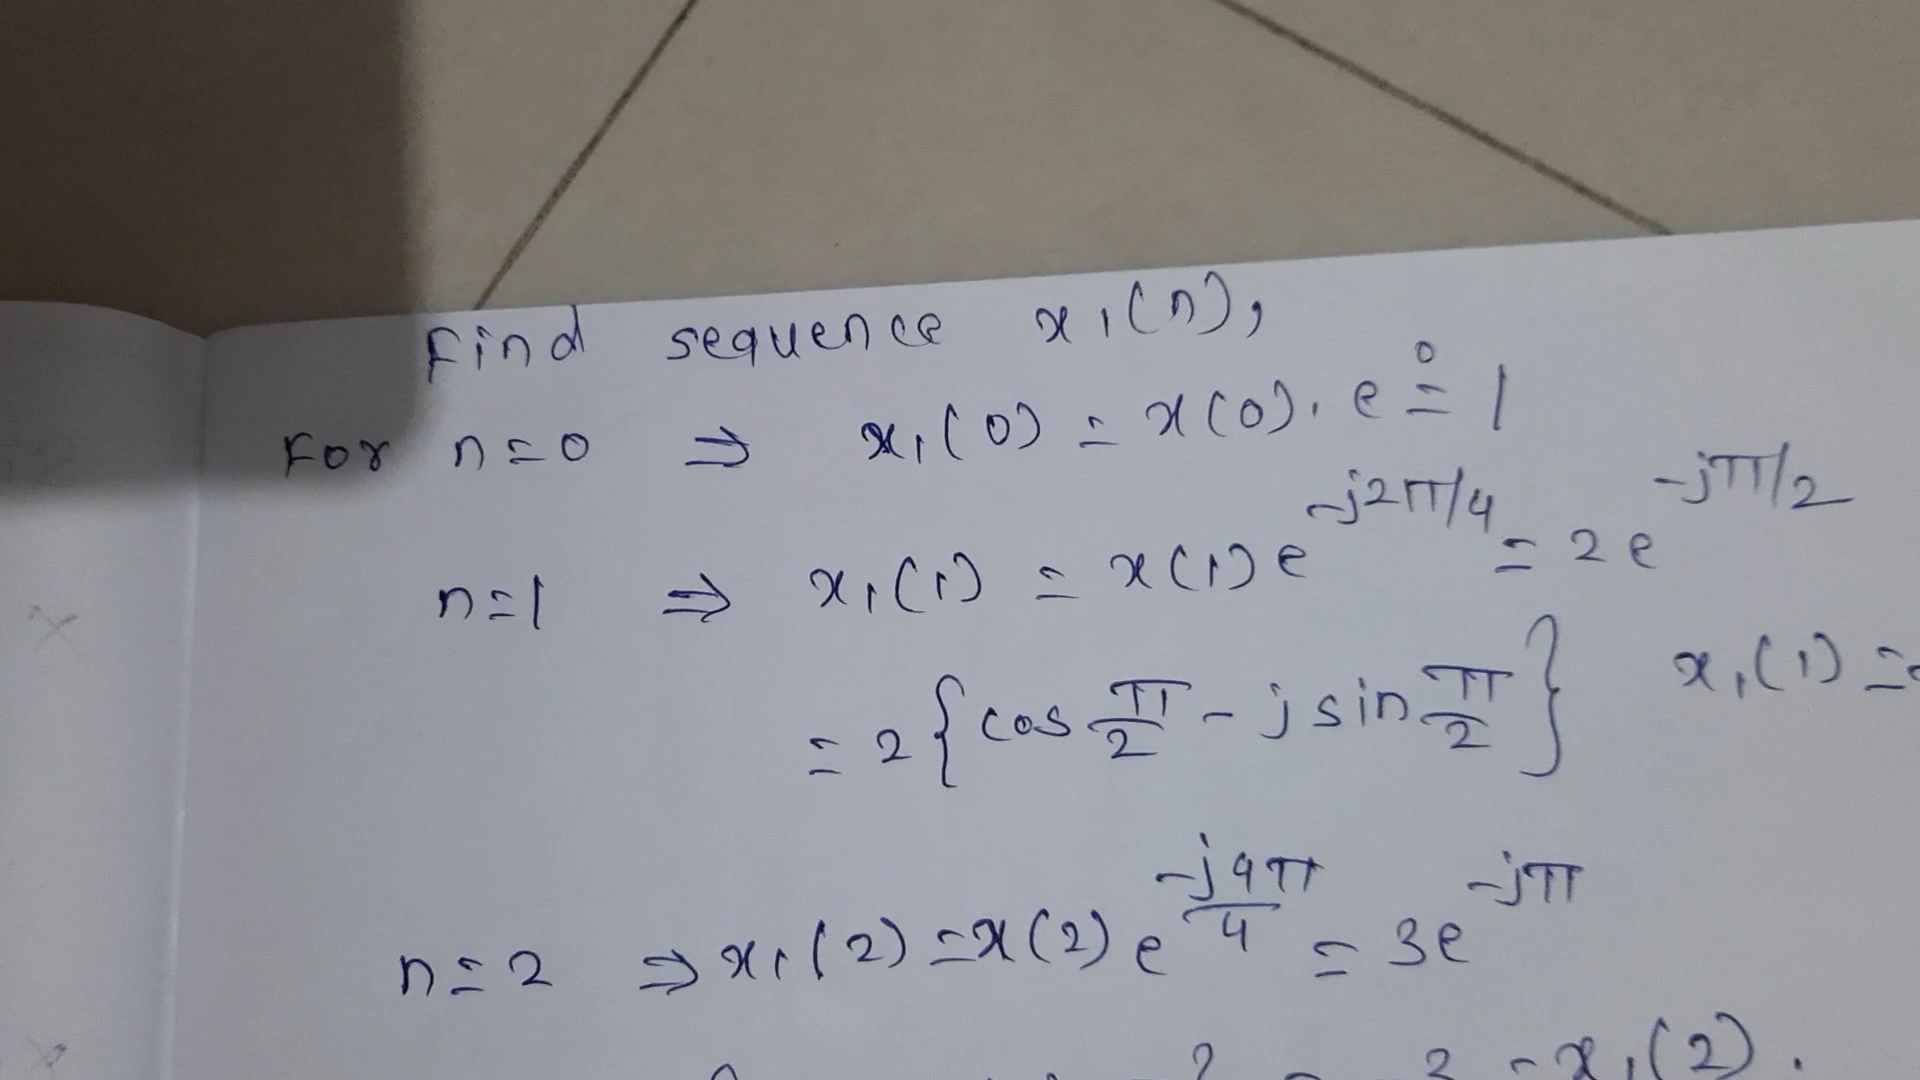 Find sequence x₁(n),
For n=0 ⇒ x₁(0) = x(0). e⁰ = 1
n=1 ⇒ x₁(1) = x(1) e^{-j2π/4} = 2e^{-jπ/2}
= 2{cos π/2 - j sin π/2} x₁(1) =
n=2 ⇒ x₁(2) = x(2) e^{-j4π/4} = 3e^{-jπ}
= x₁(2).